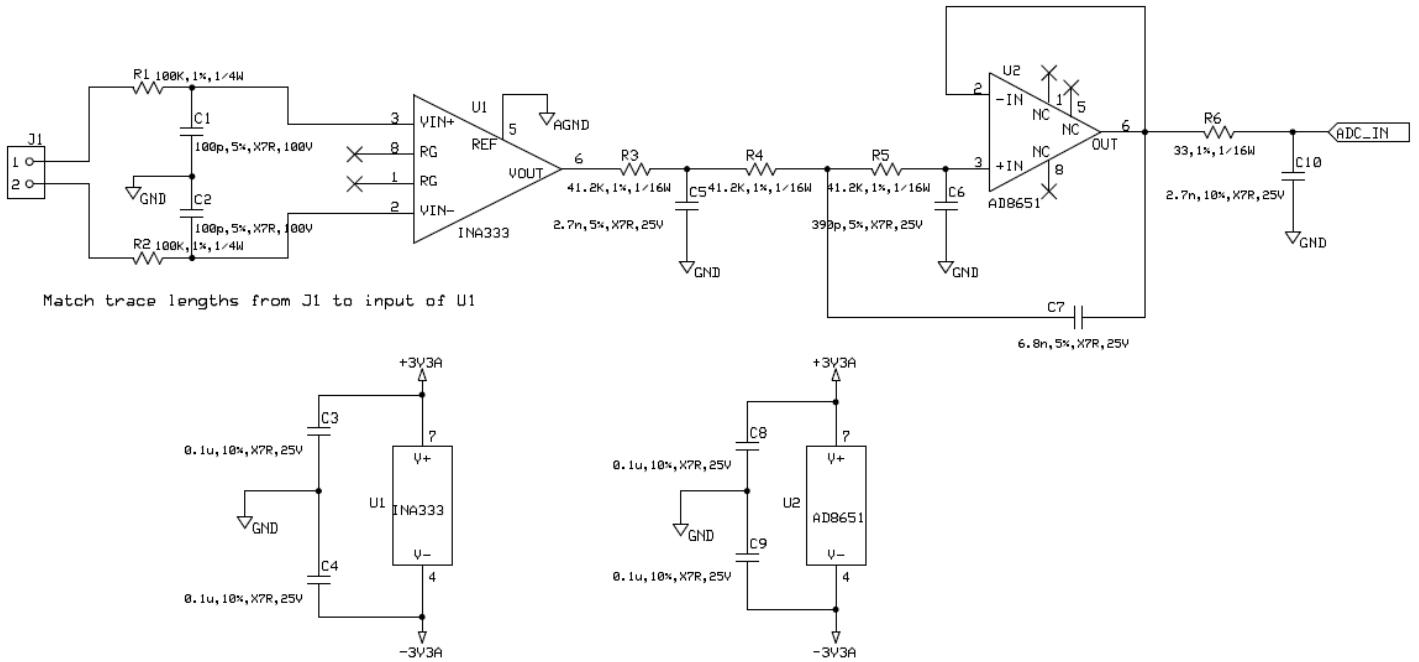 J1
1
2
R1 100K,1%,1/4W
C1
100p,5%,X7R,100V
GND
C2
100p,5%,X7R,100V
R2 100K,1%,1/4W
U1
3 VIN+
8 RG
1 RG
2 VIN-
5
REF
AGND
VOUT
6
INA333
R3
41.2K,1%,1/16W
C5
2.7n,5%,X7R,25V
GND
R4
41.2K,1%,1/16W
R5
41.2K,1%,1/16W
C6
390p,5%,X7R,25V
GND
U2
2 -IN
3 +IN
NC 1
NC 5
NC
8
OUT
6
AD8651
R6
33,1%,1/16W
C10
2.7n,10%,X7R,25V
GND
ADC_IN
C7
6.8n,5%,X7R,25V
Match trace lengths from J1 to input of U1
+3V3A
C3
0.1u,10%,X7R,25V
GND
C4
0.1u,10%,X7R,25V
7
V+
U1
INA333
V-
4
-3V3A
+3V3A
C8
0.1u,10%,X7R,25V
GND
C9
0.1u,10%,X7R,25V
7
V+
U2
AD8651
V-
4
-3V3A